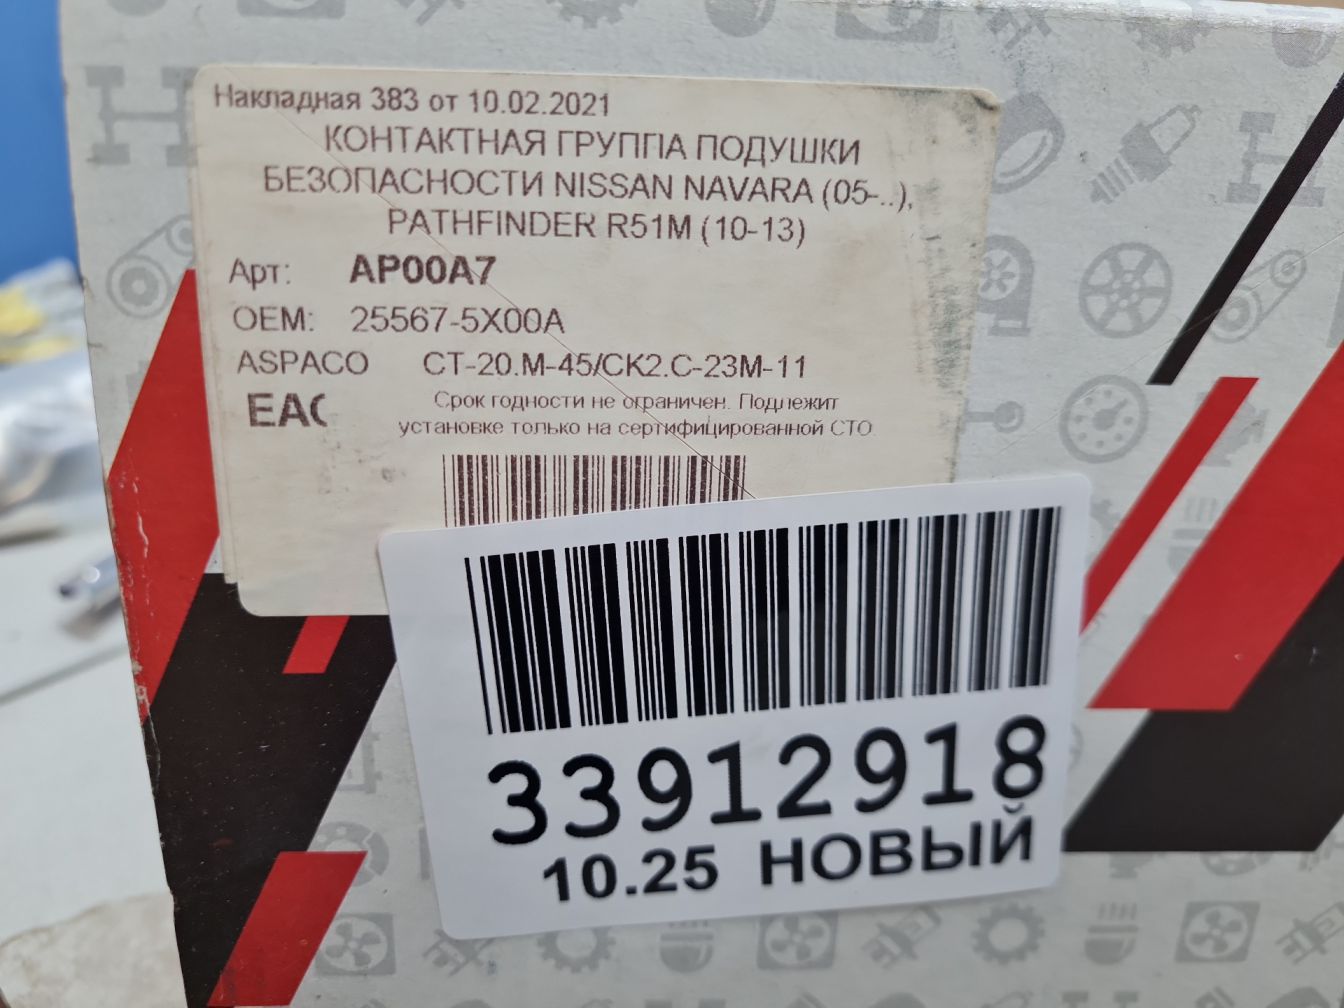 Накладная 383 от 10.02.2021
КОНТАКТНАЯ ГРУППА ПОДУШКИ
БЕЗОПАСНОСТИ NISSAN NAVARA (05-..),
PATHFINDER R51M (10-13)
Арт: AP00A7
OEM: 25567-5X00A
ASPACO CT-20.M-45/CK2.C-23M-11
EAC
Срок годности не ограничен. Подлежит
установке только на сертифицированной СТО
33912918
10.25 НОВЫЙ